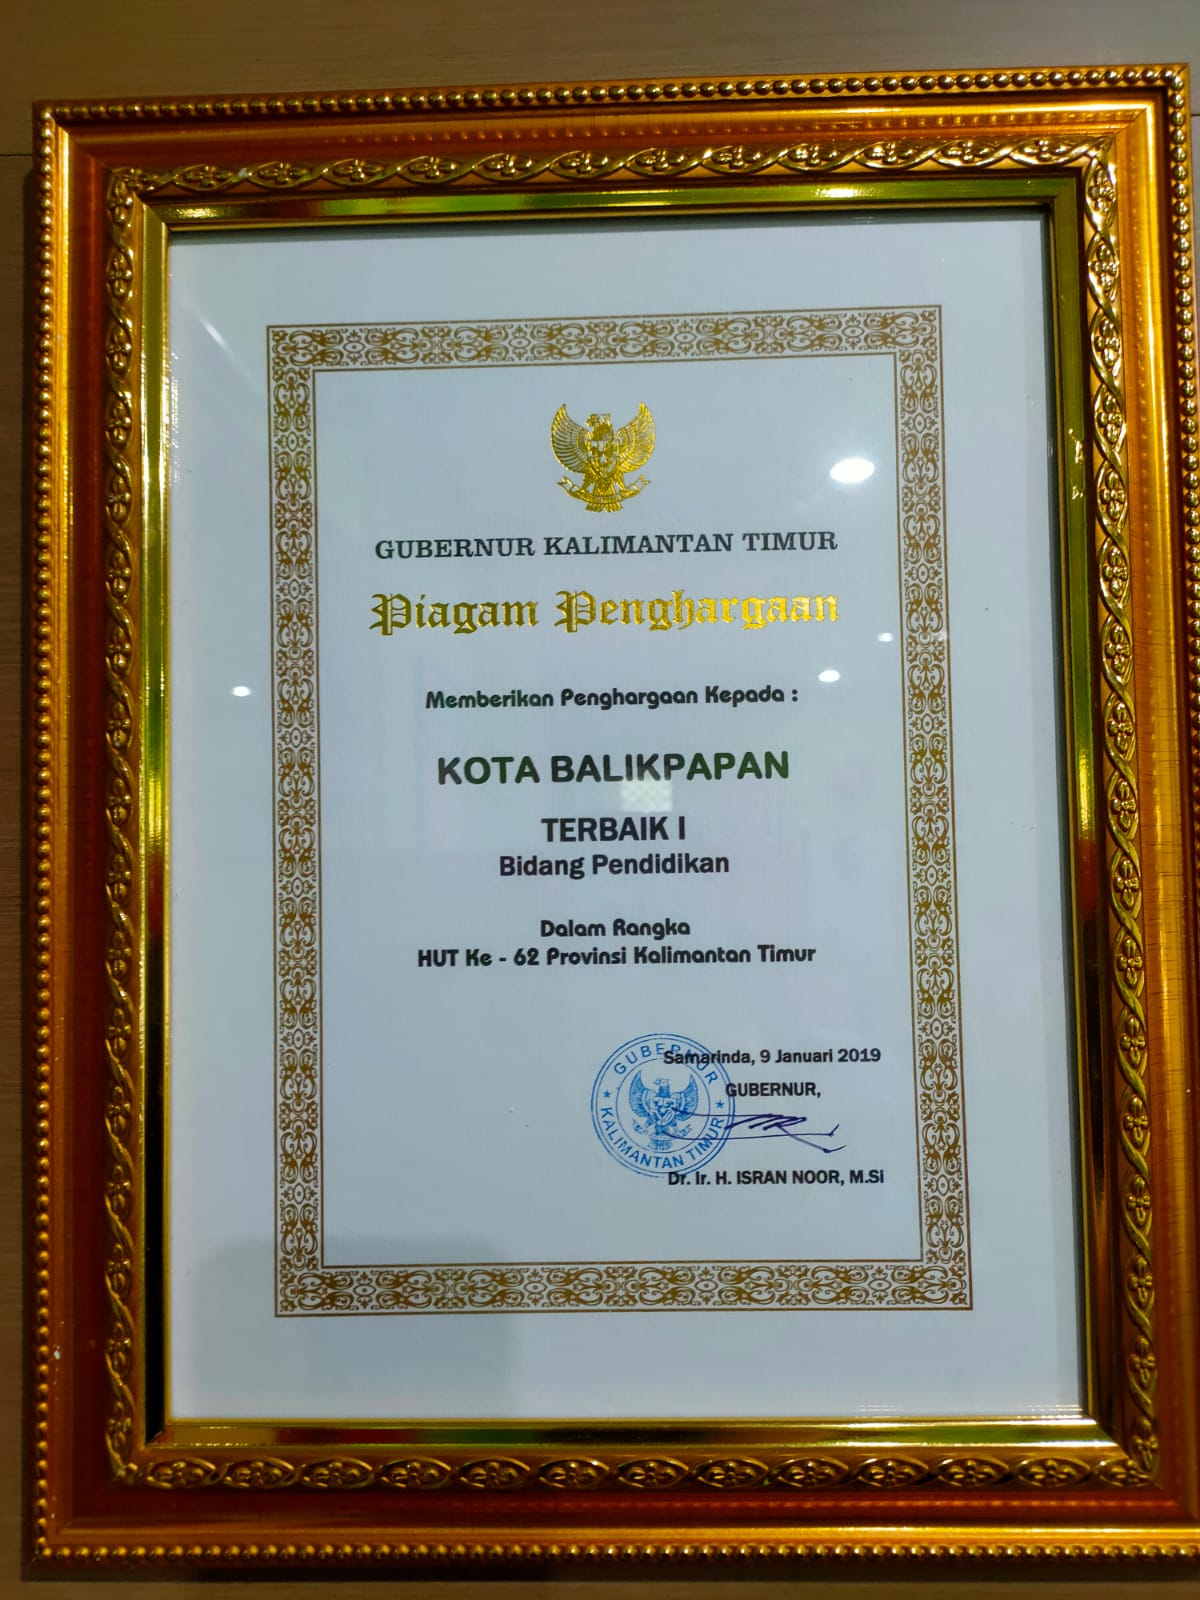 GUBERNUR KALIMANTAN TIMUR
Piagam Penghargaan
Memberikan Penghargaan Kepada :
KOTA BALIKPAPAN
TERBAIK I
Bidang Pendidikan
Dalam Rangka
HUT Ke - 62 Provinsi Kalimantan Timur
Samarinda, 9 Januari 2019
GUBERNUR,
GUBERNUR
KALIMANTAN TIMUR
Dr. Ir. H. ISRAN NOOR, M.Si